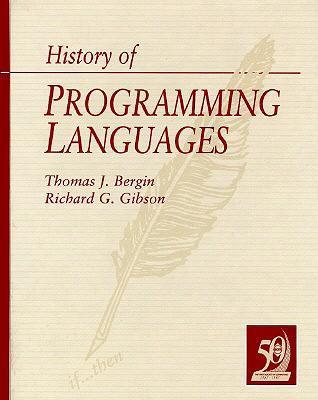 History of
PROGRAMMING
LANGUAGES
Thomas J. Bergin
Richard G. Gibson
if...then
50